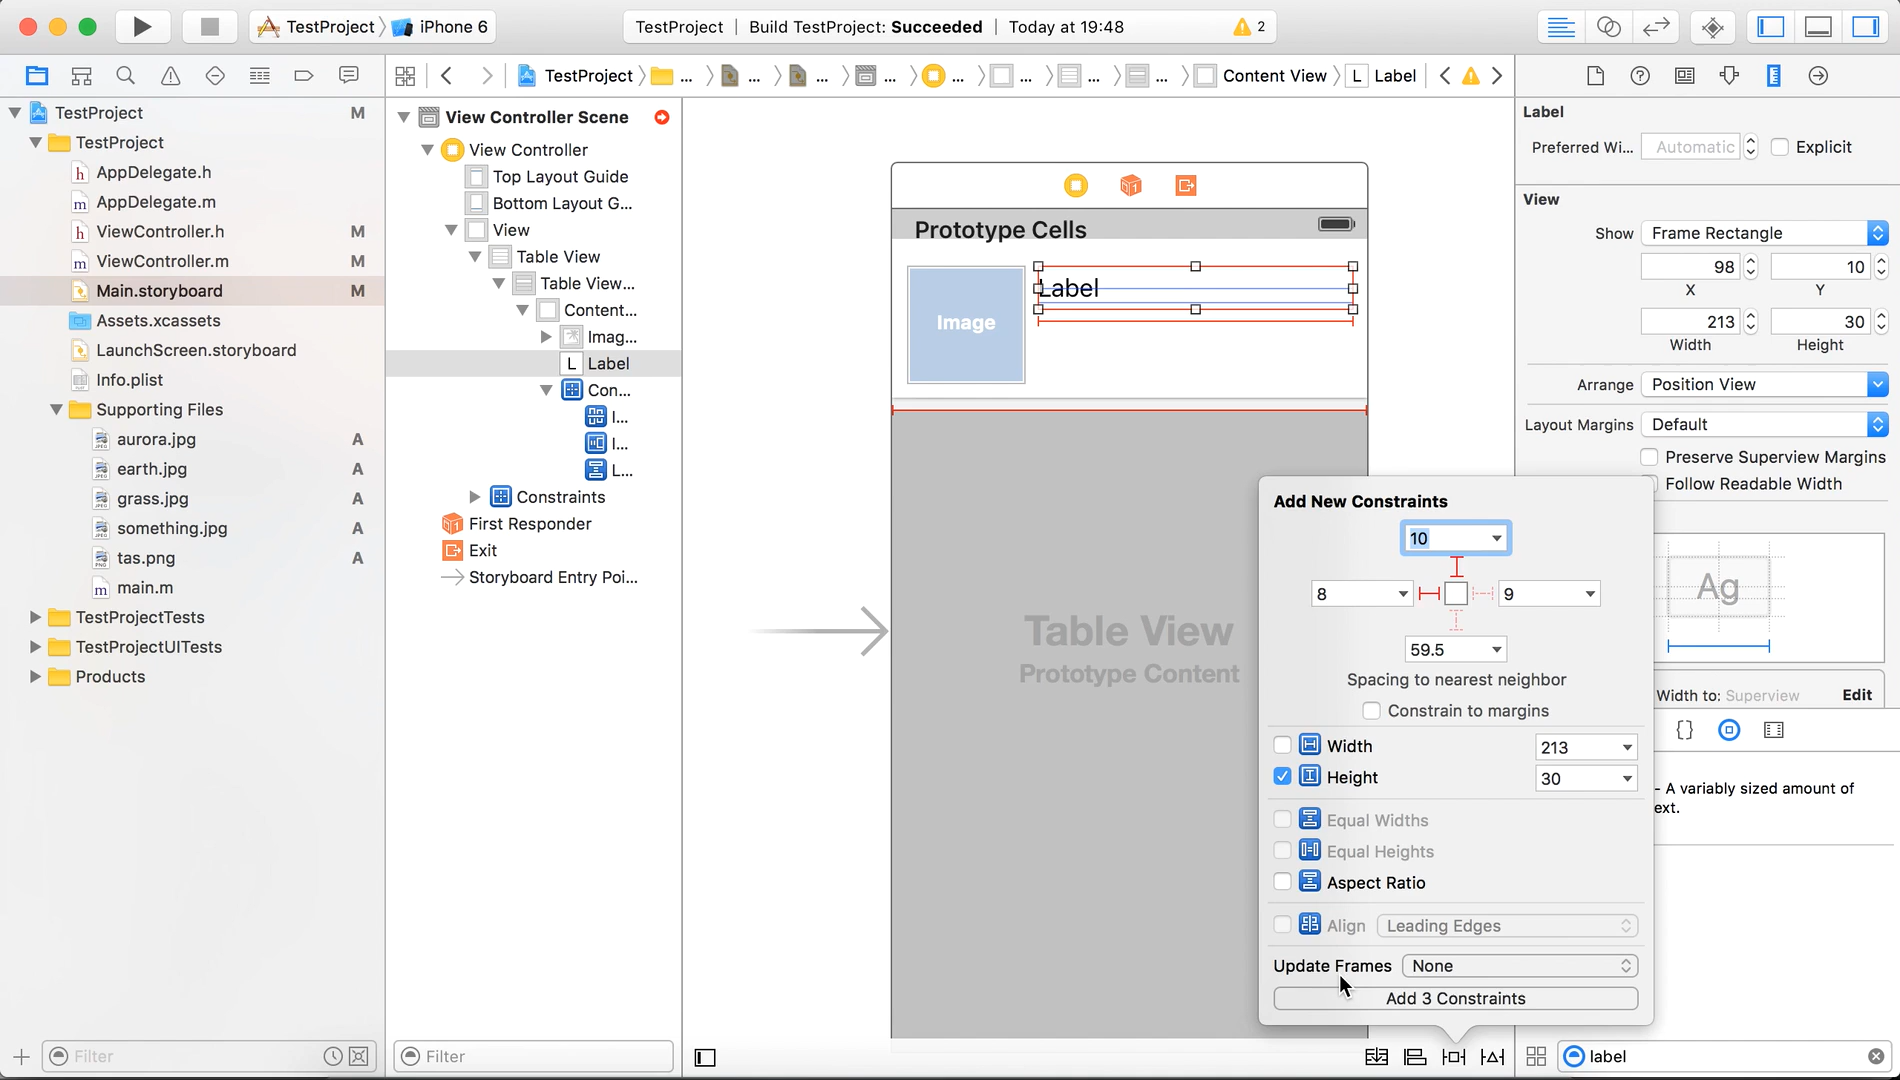 TestProject
iPhone 6
TestProject | Build TestProject: Succeeded | Today at 19:48
2
TestProject
...
...
...
...
...
...
...
...
Content View
L
Label
TestProject
M
TestProject
h
AppDelegate.h
m
AppDelegate.m
h
ViewController.h
M
m
ViewController.m
M
Main.storyboard
M
Assets.xcassets
LaunchScreen.storyboard
Info.plist
Supporting Files
aurora.jpg
A
earth.jpg
A
grass.jpg
A
something.jpg
A
tas.png
A
m
main.m
TestProjectTests
TestProjectUITests
Products
Filter
View Controller Scene
View Controller
Top Layout Guide
Bottom Layout G...
View
Table View
Table View...
Content...
Imag...
L
Label
Con...
I...
I...
L...
Constraints
First Responder
Exit
Storyboard Entry Poi...
Filter
Prototype Cells
Image
Label
Table View
Prototype Content
Add New Constraints
10
8
9
59.5
Spacing to nearest neighbor
Constrain to margins
Width
213
Height
30
Equal Widths
Equal Heights
Aspect Ratio
Align
Leading Edges
Update Frames
None
Add 3 Constraints
Label
Preferred Wi...
Automatic
Explicit
View
Show
Frame Rectangle
98
10
X
Y
213
30
Width
Height
Arrange
Position View
Layout Margins
Default
Preserve Superview Margins
Follow Readable Width
Ag
Width to: Superview
Edit
{}
- A variably sized amount of
ext.
label